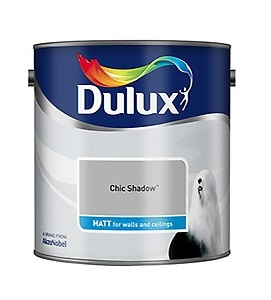 Dulux
Chic Shadow™
MATT for walls and ceilings
A BRAND FROM
AkzoNobel